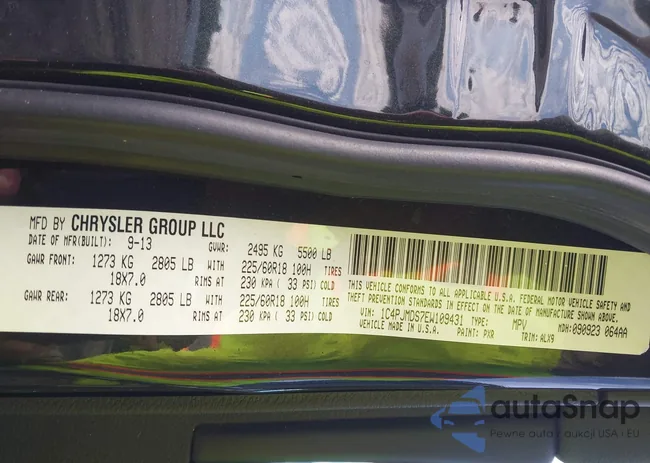 MFD BY CHRYSLER GROUP LLC
DATE OF MFR(BUILT): 9-13 GVWR: 2495 KG 5500 LB
GAWR FRONT: 1273 KG 2805 LB WITH 225/60R18 100H TIRES
18X7.0 RIMS AT 230 KPA ( 33 PSI) COLD
GAWR REAR: 1273 KG 2805 LB WITH 225/60R18 100H TIRES
18X7.0 RIMS AT 230 KPA ( 33 PSI) COLD
THIS VEHICLE CONFORMS TO ALL APPLICABLE U.S.A. FEDERAL MOTOR VEHICLE SAFETY AND
THEFT PREVENTION STANDARDS IN EFFECT ON THE DATE OF MANUFACTURE SHOWN ABOVE.
VIN: 1C4PJMDS7EW109431 TYPE: MPV MDH: 090923 064AA
PAINT: PXR TRIM: ALX9
autaSnap
Pewne auta z aukcji USA i EU